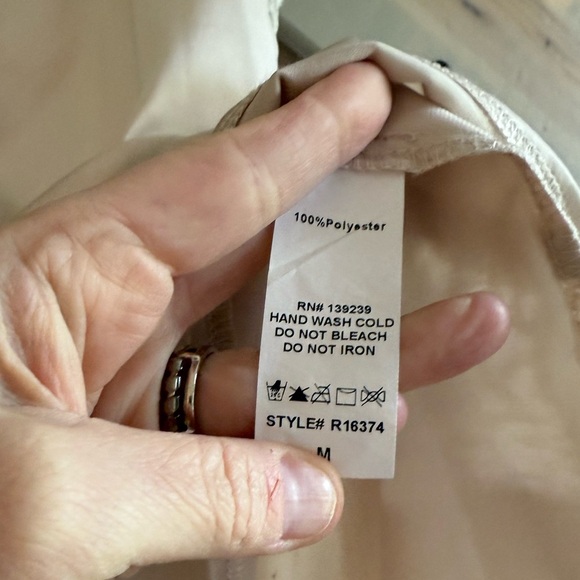 100%Polyester
RN# 139239
HAND WASH COLD
DO NOT BLEACH
DO NOT IRON
STYLE# R16374
M